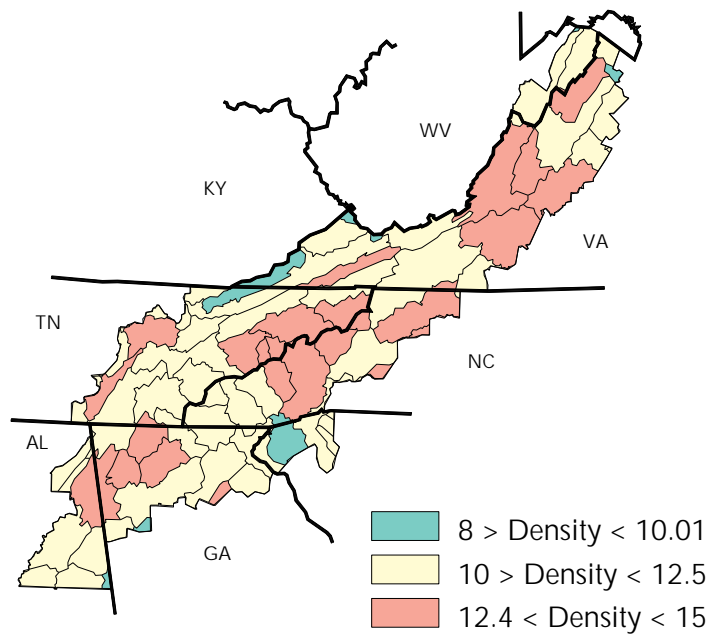 WV
KY
VA
TN
NC
AL
GA
8 > Density < 10.01
10 > Density < 12.5
12.4 < Density < 15